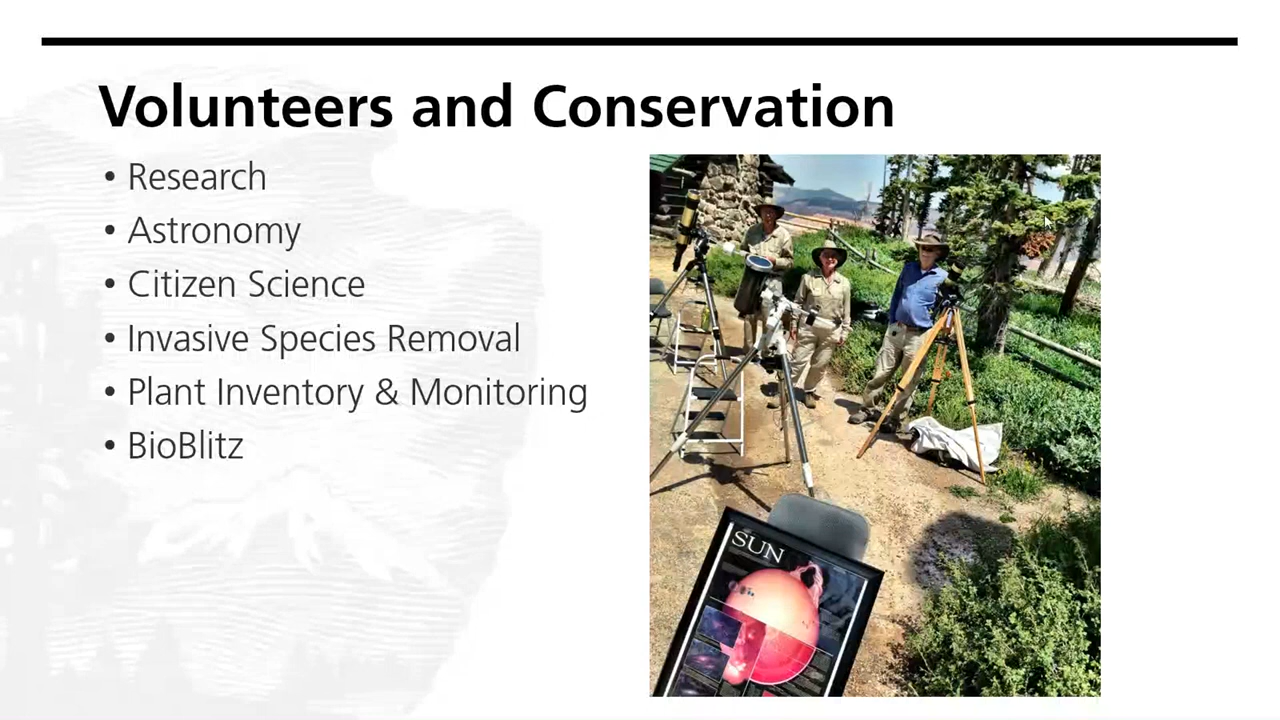 Volunteers and Conservation
• Research
• Astronomy
• Citizen Science
• Invasive Species Removal
• Plant Inventory & Monitoring
• BioBlitz
SUN